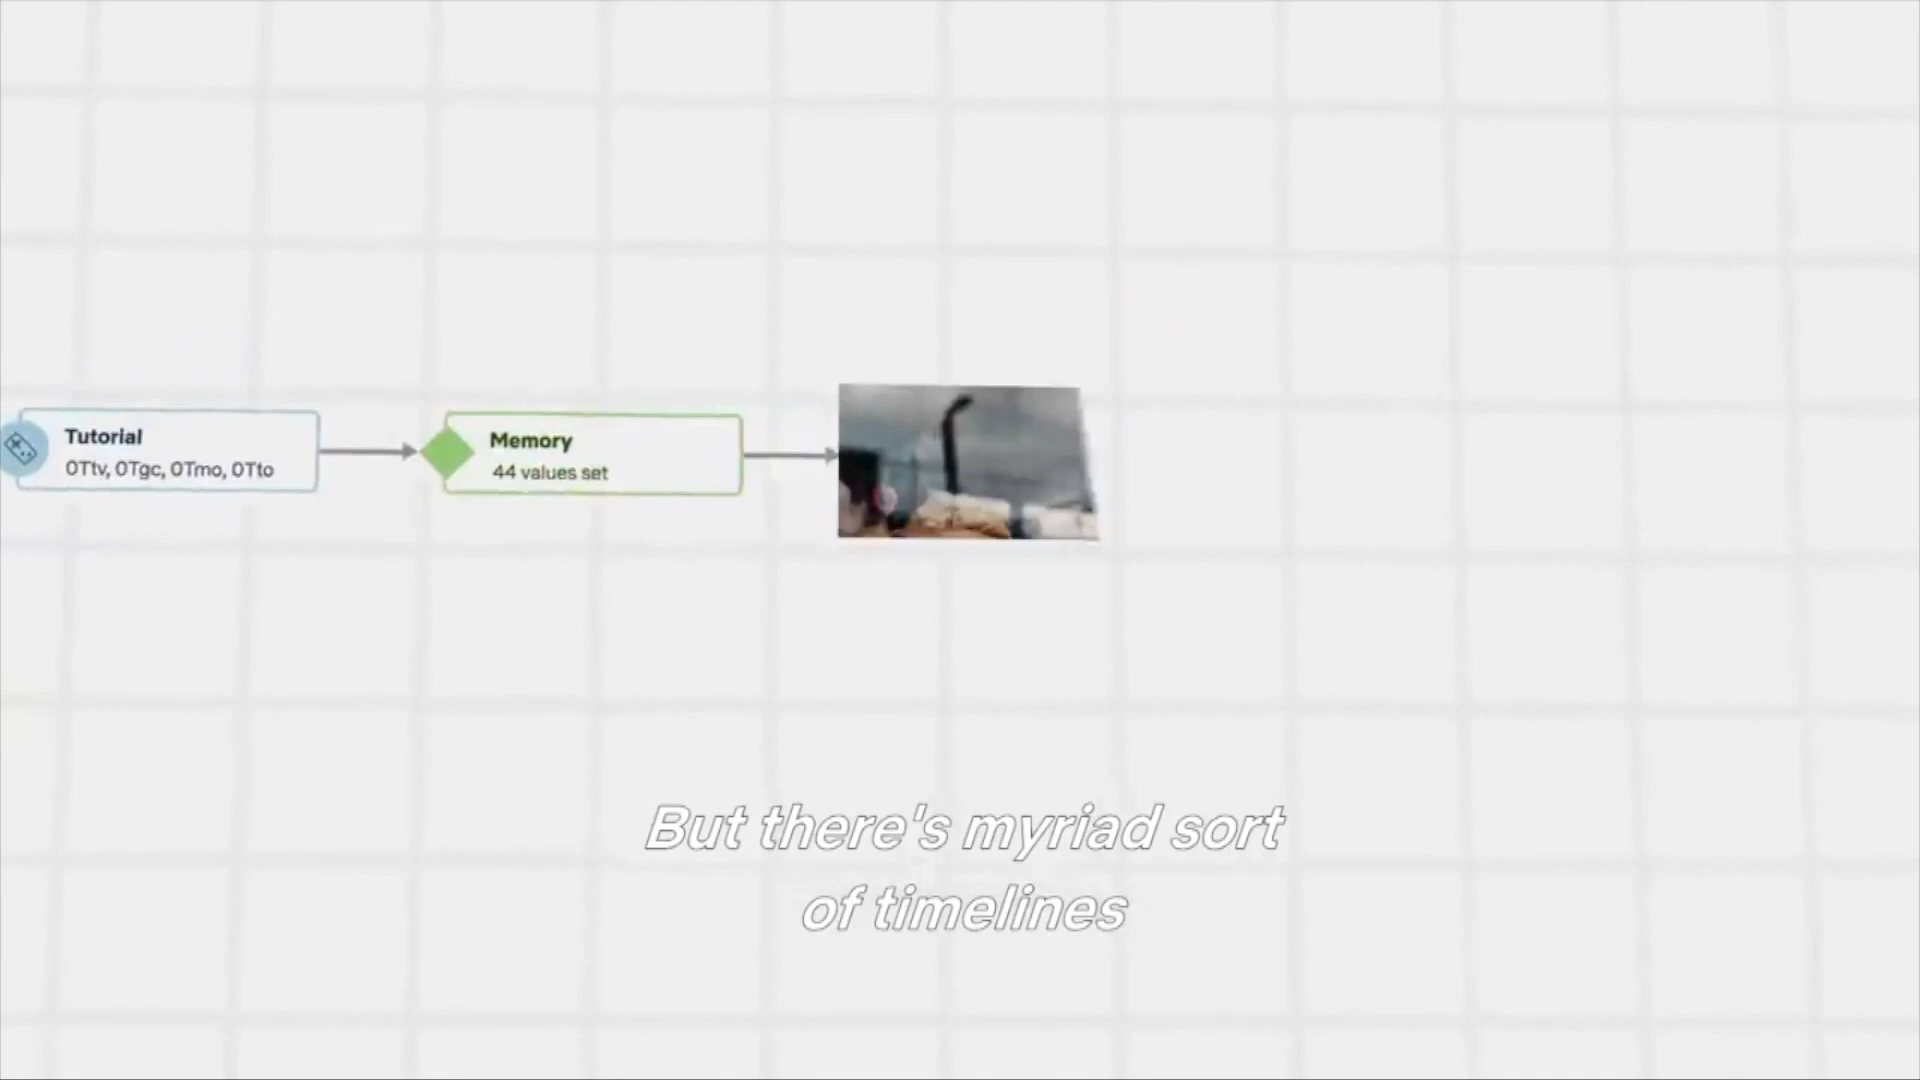 Tutorial
0Ttv, 0Tgc, 0Tmo, 0Tto
Memory
44 values set
But there's myriad sort
of timelines